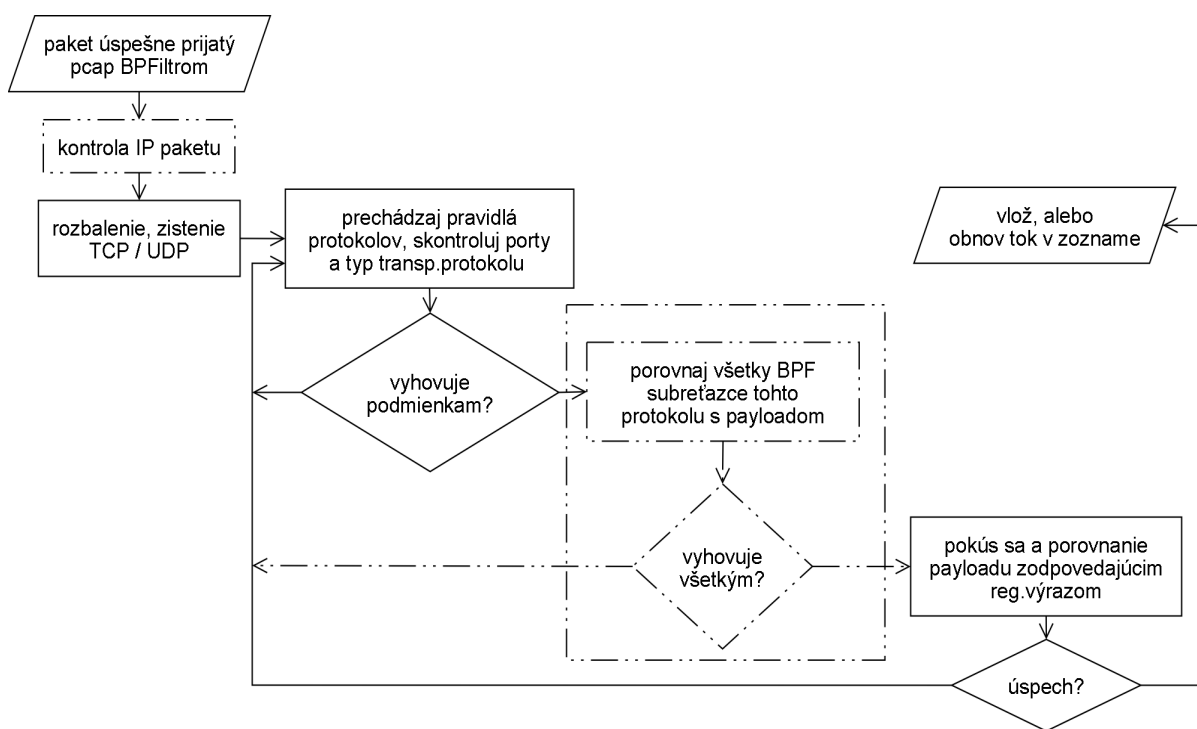 paket úspešne prijatý
pcap BPFiltrom
kontrola IP paketu
rozbalenie, zistenie
TCP / UDP
prechádzaj pravidlá
protokolov, skontroluj porty
a typ transp.protokolu
vlož, alebo
obnov tok v zozname
vyhovuje
podmienkam?
porovnaj všetky BPF
subreťazce tohto
protokolu s payloadom
vyhovuje
všetkým?
pokús sa a porovnanie
payloadu zodpovedajúcim
reg.výrazom
úspech?